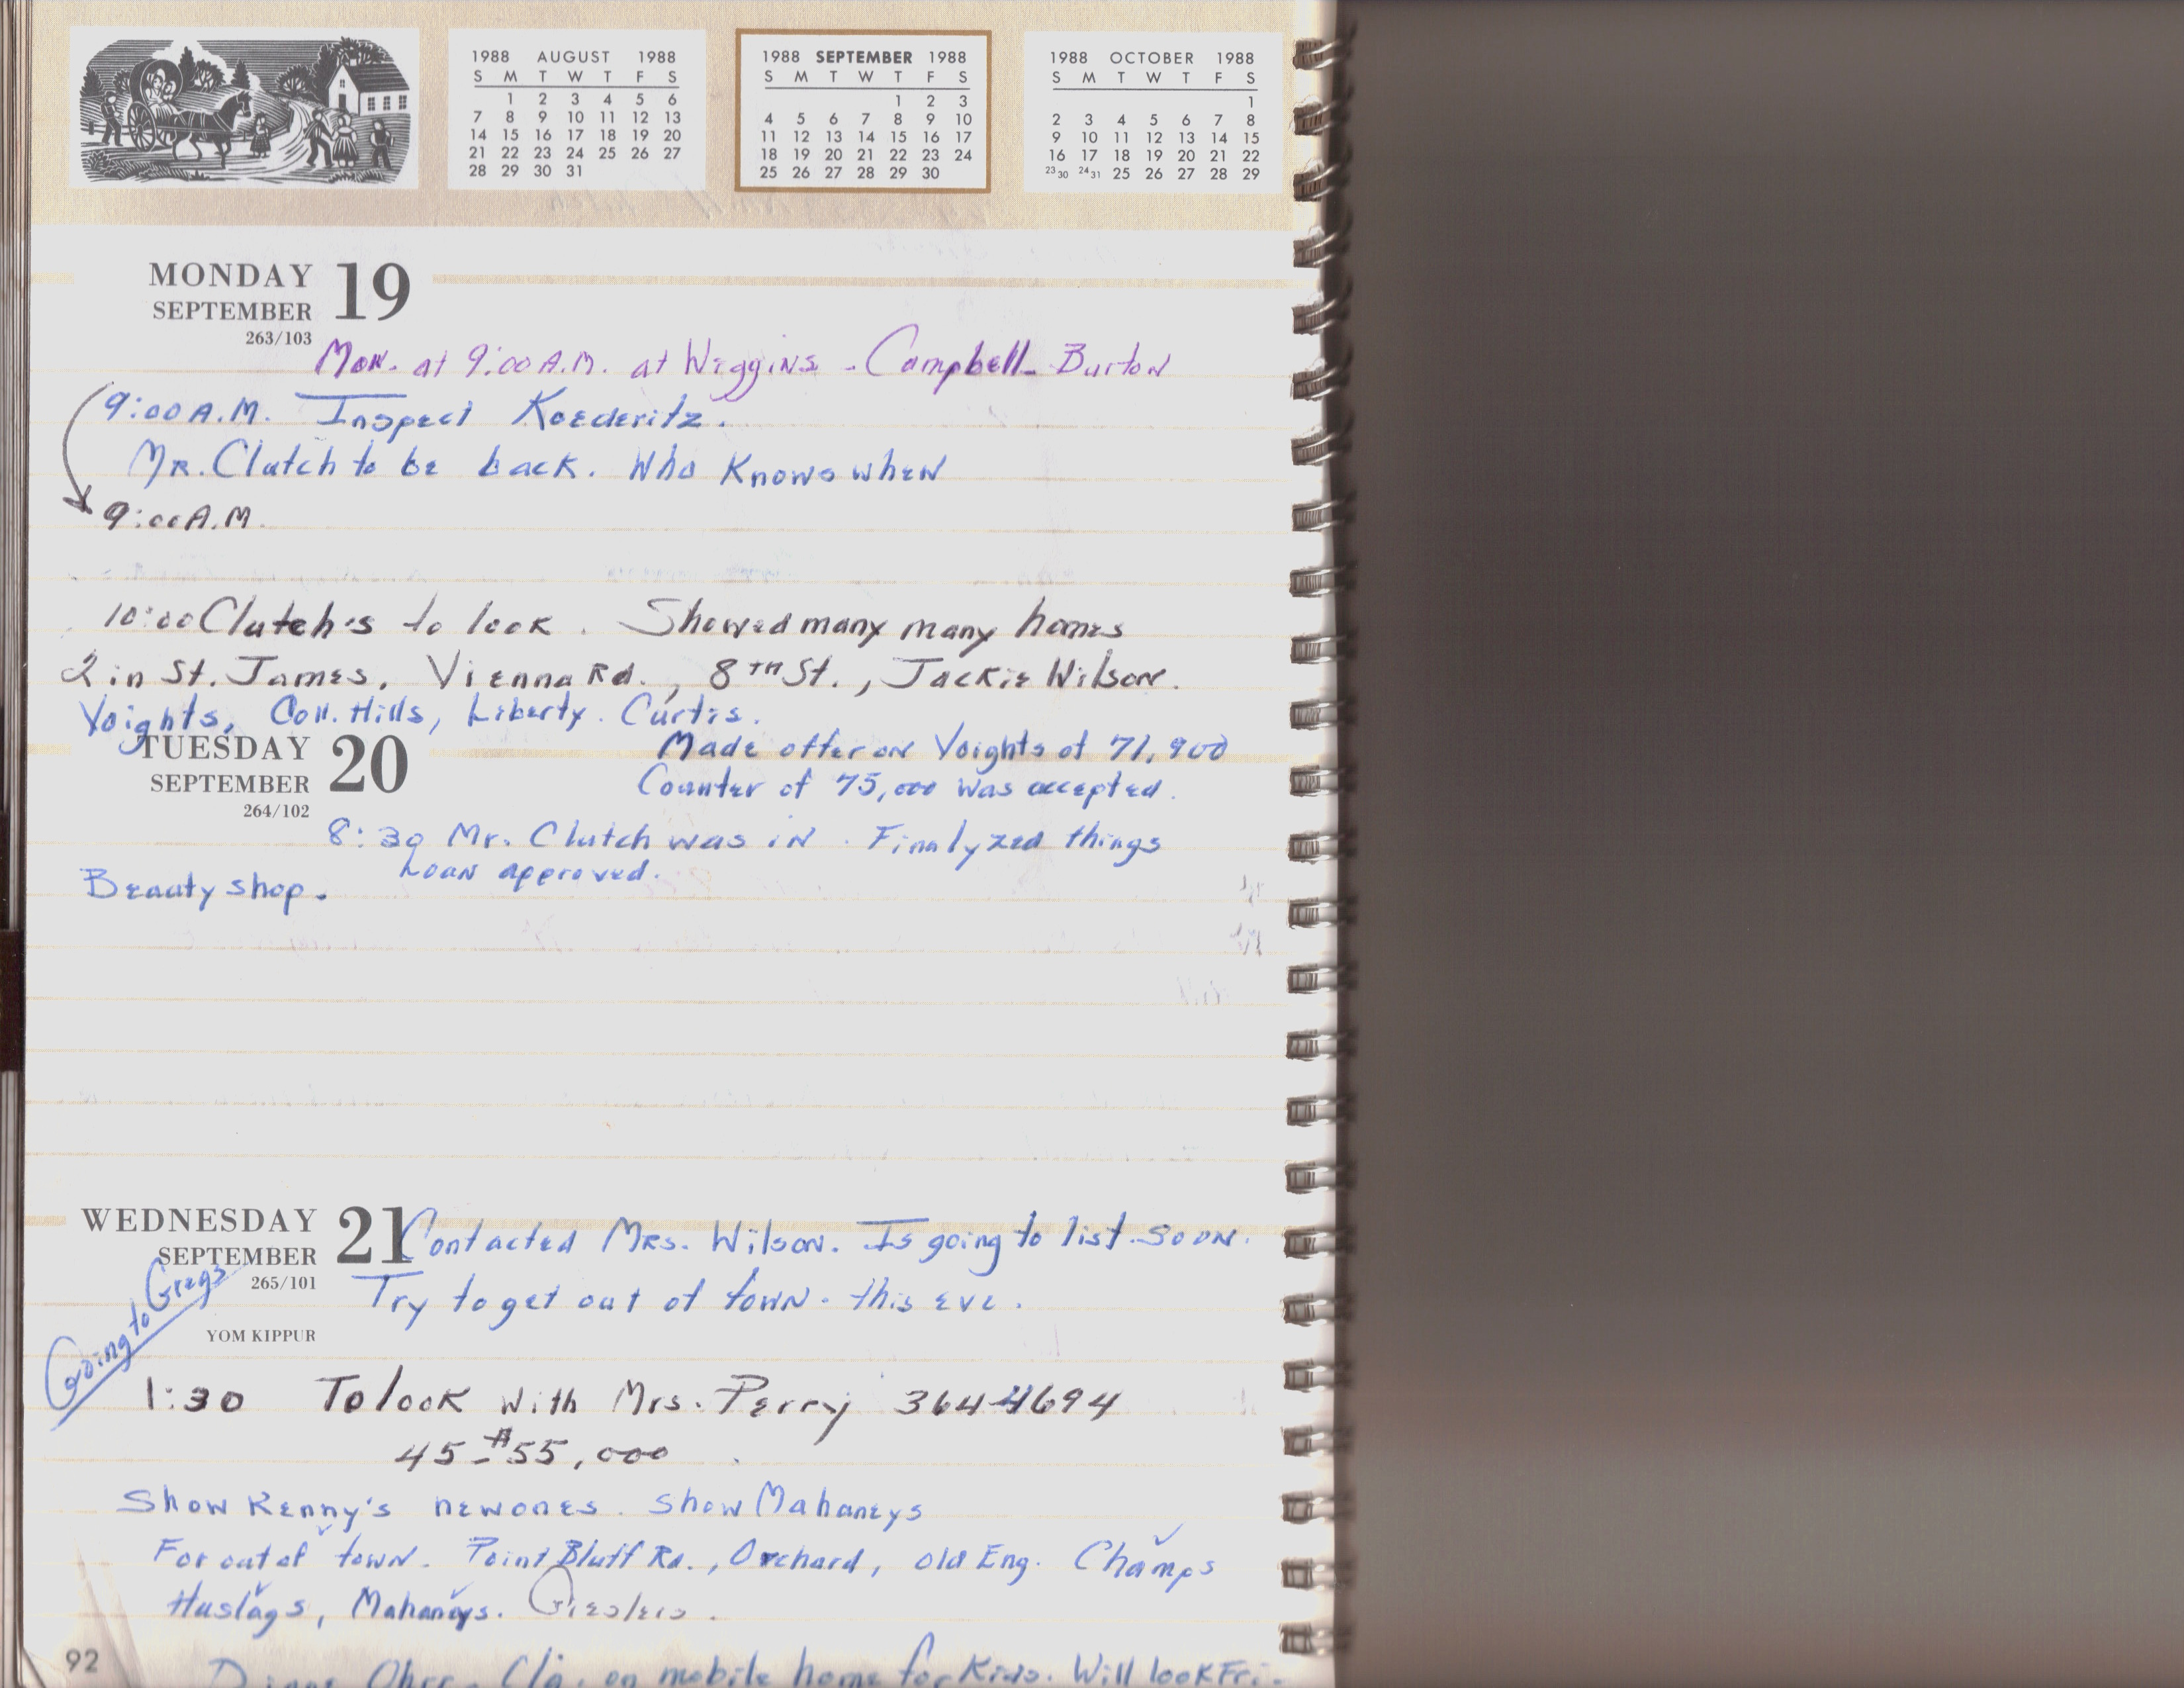 1988 AUGUST 1988
S M T W T F S
1 2 3 4 5 6
7 8 9 10 11 12 13
14 15 16 17 18 19 20
21 22 23 24 25 26 27
28 29 30 31
1988 SEPTEMBER 1988
S M T W T F S
1 2 3
4 5 6 7 8 9 10
11 12 13 14 15 16 17
18 19 20 21 22 23 24
25 26 27 28 29 30
1988 OCTOBER 1988
S M T W T F S
1
2 3 4 5 6 7 8
9 10 11 12 13 14 15
16 17 18 19 20 21 22
23 30 24 31 25 26 27 28 29
MONDAY 19
SEPTEMBER
263/103
Mon. at 9:00 A.M. at Wiggins - Campbell - Burton
9:00 A.M. Inspect Koederitz.
Mr. Clutch to be back. Who Knows when
9:00 A.M.
10:00 Clutch's to look. Showed many many homes
2 in St. James, Vienna Rd., 8TH St., Jackie Wilson.
Voights, Coll. Hills, Liberty. Curtis.
TUESDAY 20
SEPTEMBER
264/102
Made offer on Voights of 71,900
Counter of 75,000 was accepted.
8:30 Mr. Clutch was in. Finalyzed things
Loan approved.
Beauty shop.
WEDNESDAY 21
SEPTEMBER
265/101
YOM KIPPUR
Contacted Mrs. Wilson. Is going to list soon.
Try to get out of town - this eve.
Going to Gregs
1:30 To look with Mrs. Perry 364-4694
45-$55,000
Show Kenny's new ones. Show Mahaneys
For out of town - Point Bluff Rd., Orchard, old Eng. Champs
Huslags, Mahaneys.
92
on mobile home for Kids. Will look Fri.